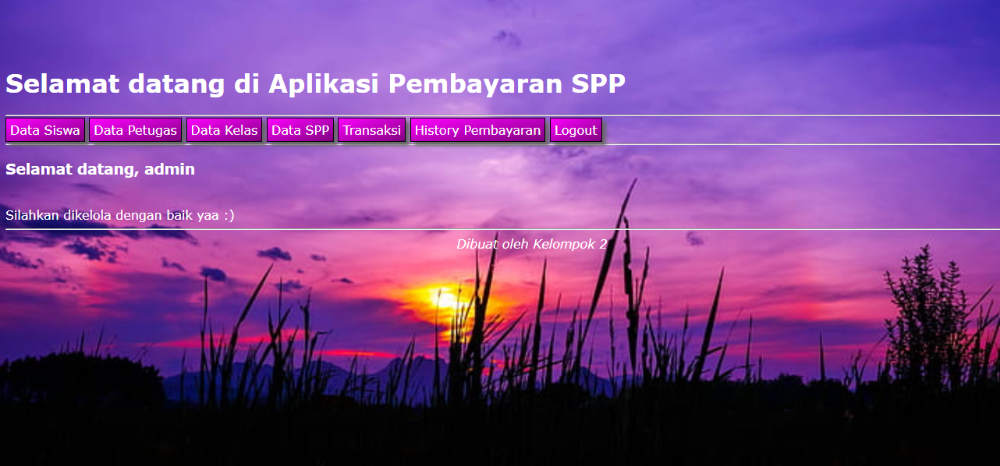 Selamat datang di Aplikasi Pembayaran SPP
Data Siswa Data Petugas Data Kelas Data SPP Transaksi History Pembayaran Logout
Selamat datang, admin
Silahkan dikelola dengan baik yaa :)
Dibuat oleh Kelompok 2